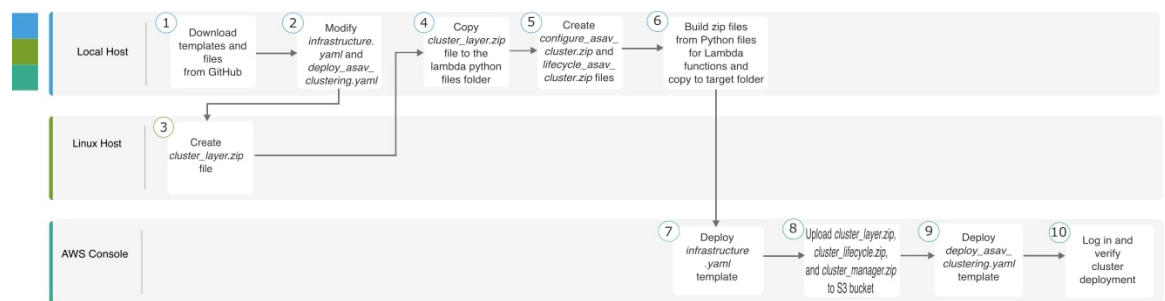 Local Host
1
Download
templates and
files
from GitHub
2
Modify
infrastructure.
yaml and
deploy_asav_
clustering.yaml
4
Copy
cluster_layer.zip
file to the
lambda python
files folder
5
Create
configure_asav_
cluster.zip and
lifecycle_asav_
cluster.zip files
6
Build zip files
from Python files
for Lambda
functions and
copy to target folder
Linux Host
3
Create
cluster_layer.zip
file
AWS Console
7
Deploy
infrastructure
.yaml
template
8
Upload cluster_layer.zip,
cluster_lifecycle.zip,
and cluster_manager.zip
to S3 bucket
9
Deploy
deploy_asav_
clustering.yaml
template
10
Log in and
verify
cluster
deployment